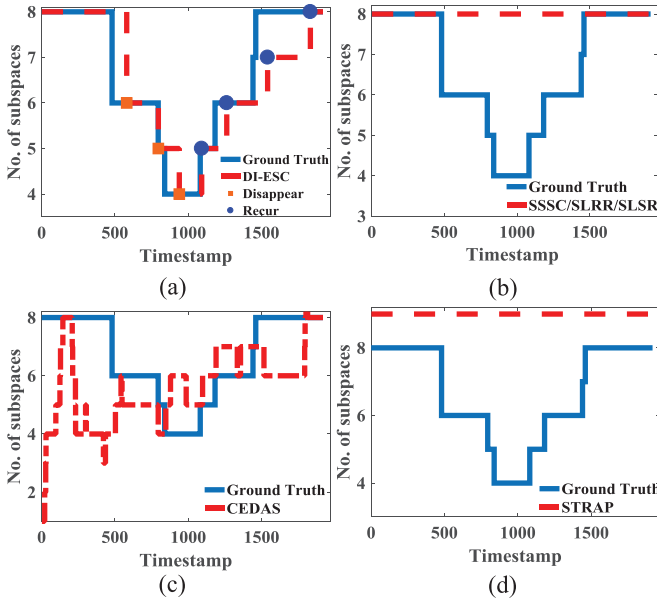 8
7
6
5
4
No. of subspaces
Ground Truth
DI-ESC
Disappear
Recur
0 500 1000 1500
Timestamp
(a)
8
7
6
5
4
3
No. of subspaces
Ground Truth
SSSC/SLRR/SLSR
0 500 1000 1500
Timestamp
(b)
8
6
4
2
No. of subspaces
Ground Truth
CEDAS
0 500 1000 1500
Timestamp
(c)
8
7
6
5
4
No. of subspaces
Ground Truth
STRAP
0 500 1000 1500
Timestamp
(d)